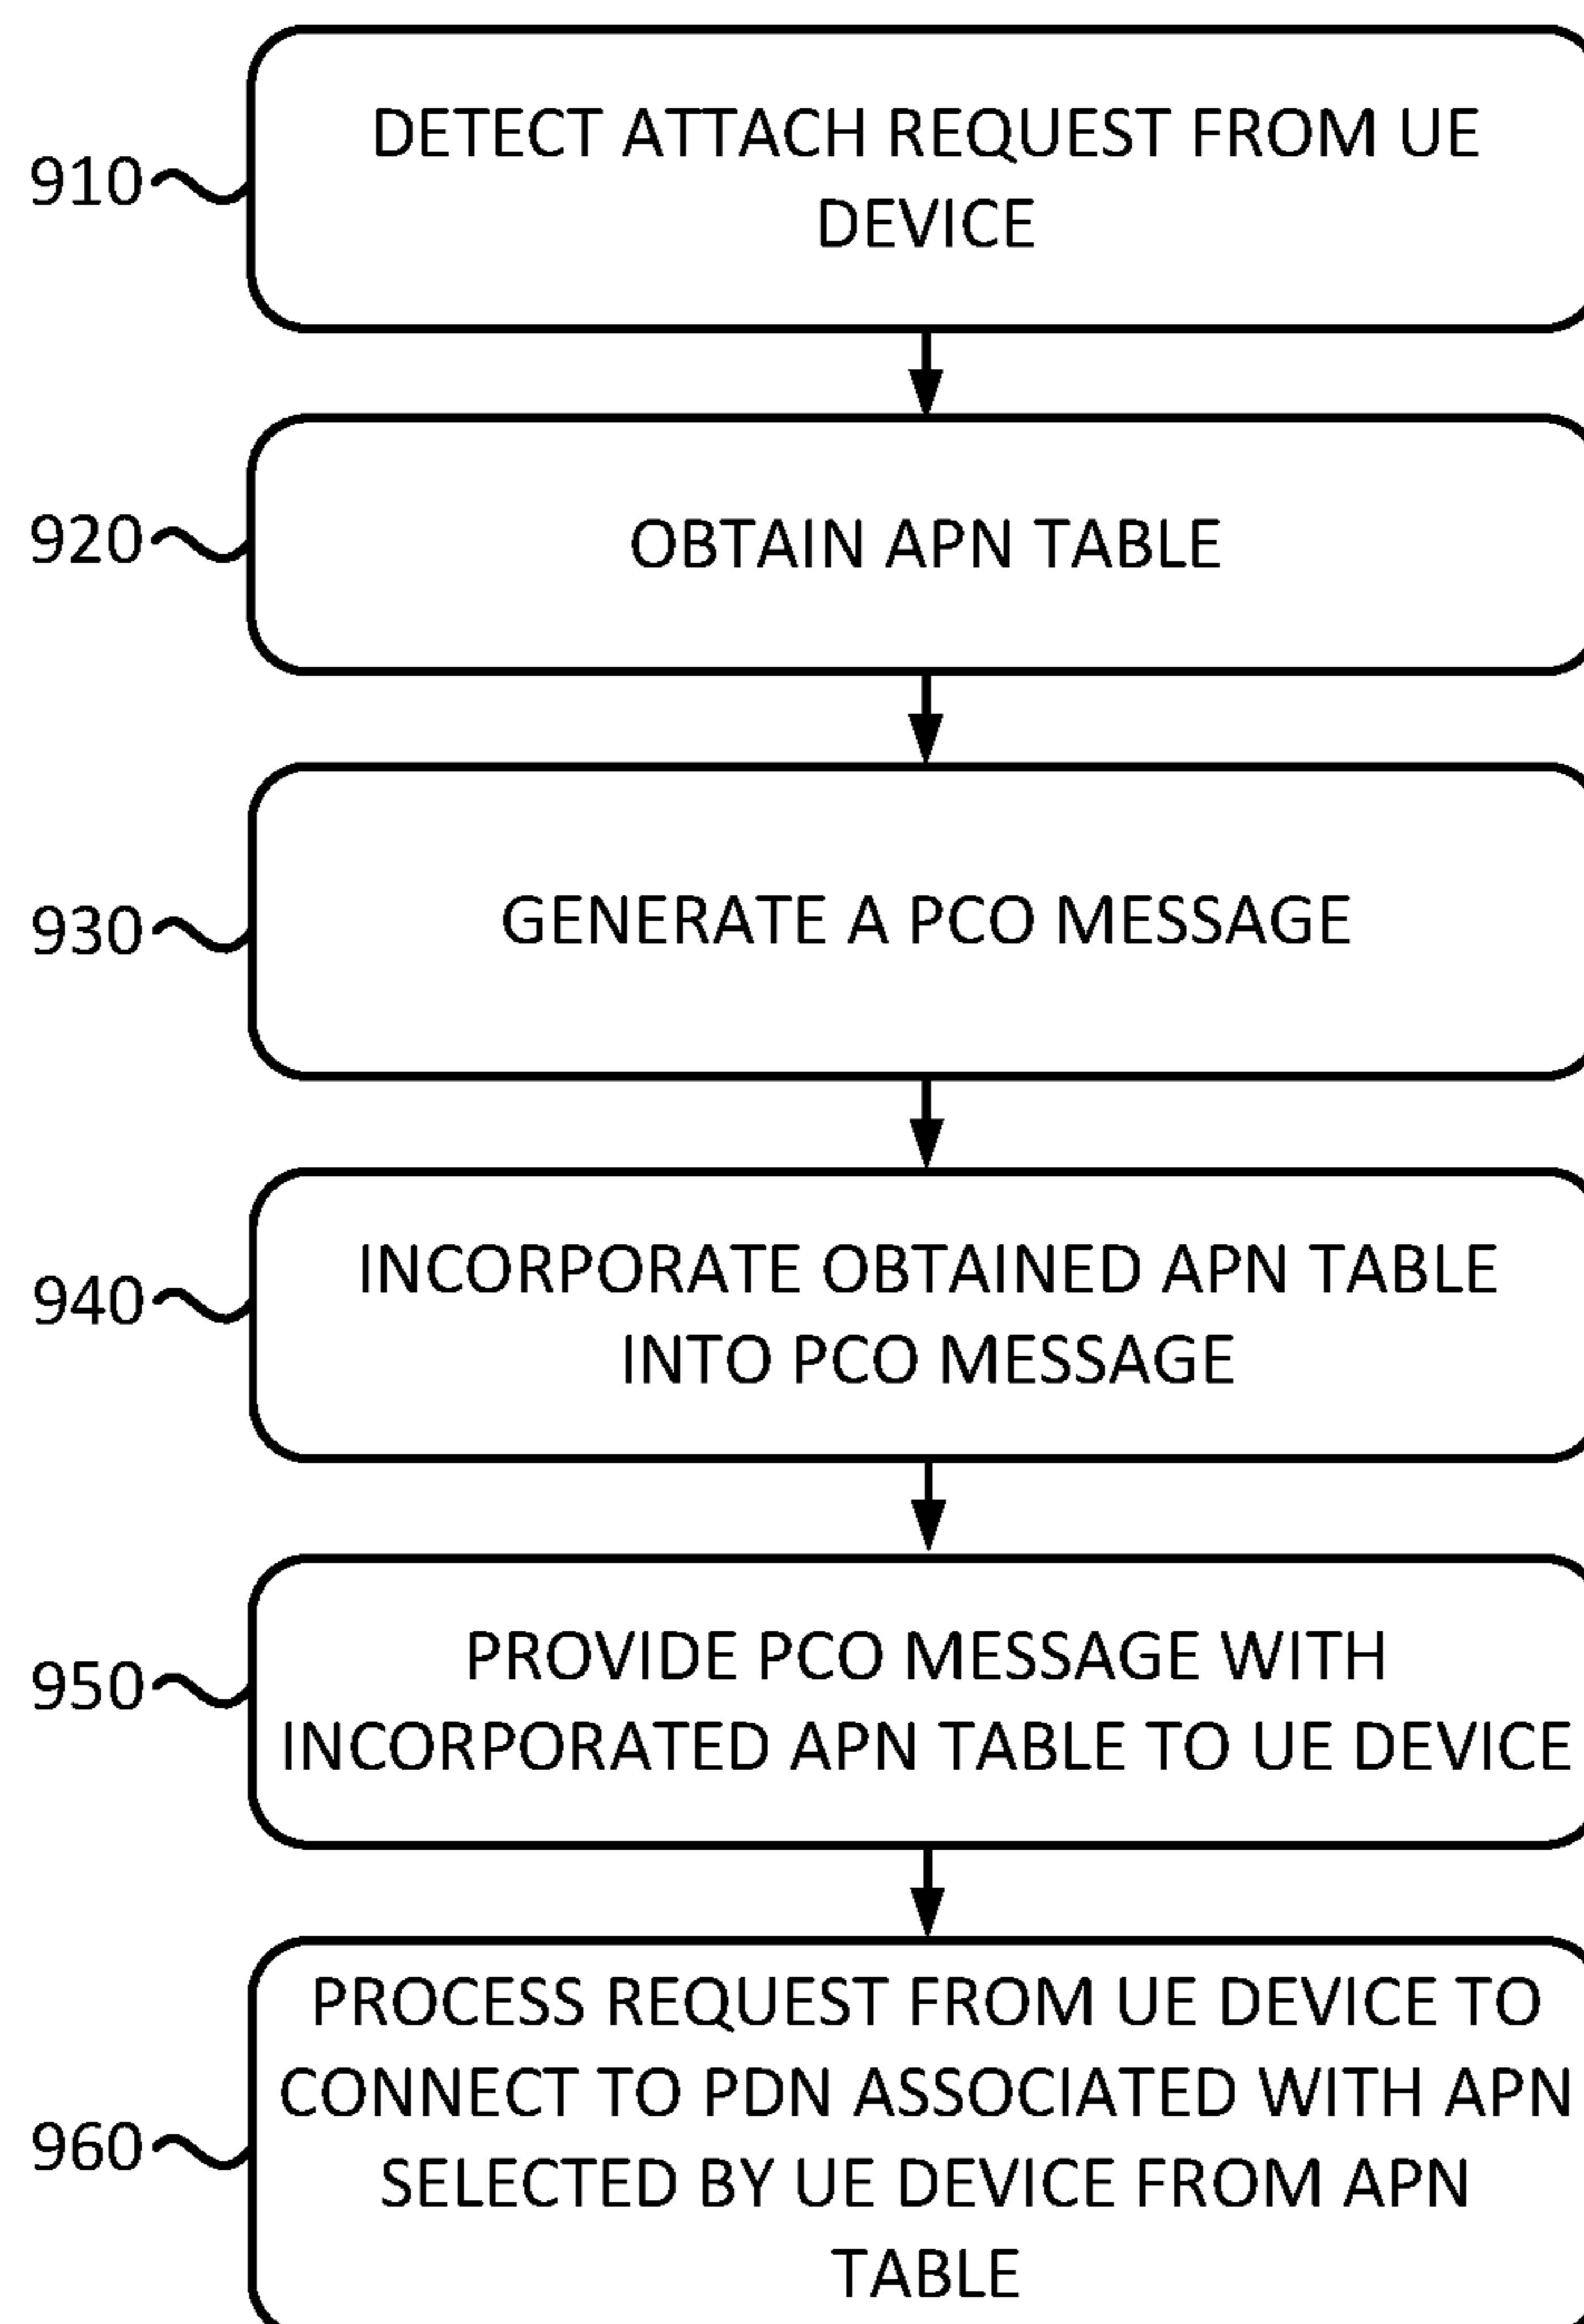 910
DETECT ATTACH REQUEST FROM UE
DEVICE
920
OBTAIN APN TABLE
930
GENERATE A PCO MESSAGE
940
INCORPORATE OBTAINED APN TABLE
INTO PCO MESSAGE
950
PROVIDE PCO MESSAGE WITH
INCORPORATED APN TABLE TO UE DEVICE
960
PROCESS REQUEST FROM UE DEVICE TO
CONNECT TO PDN ASSOCIATED WITH APN
SELECTED BY UE DEVICE FROM APN
TABLE